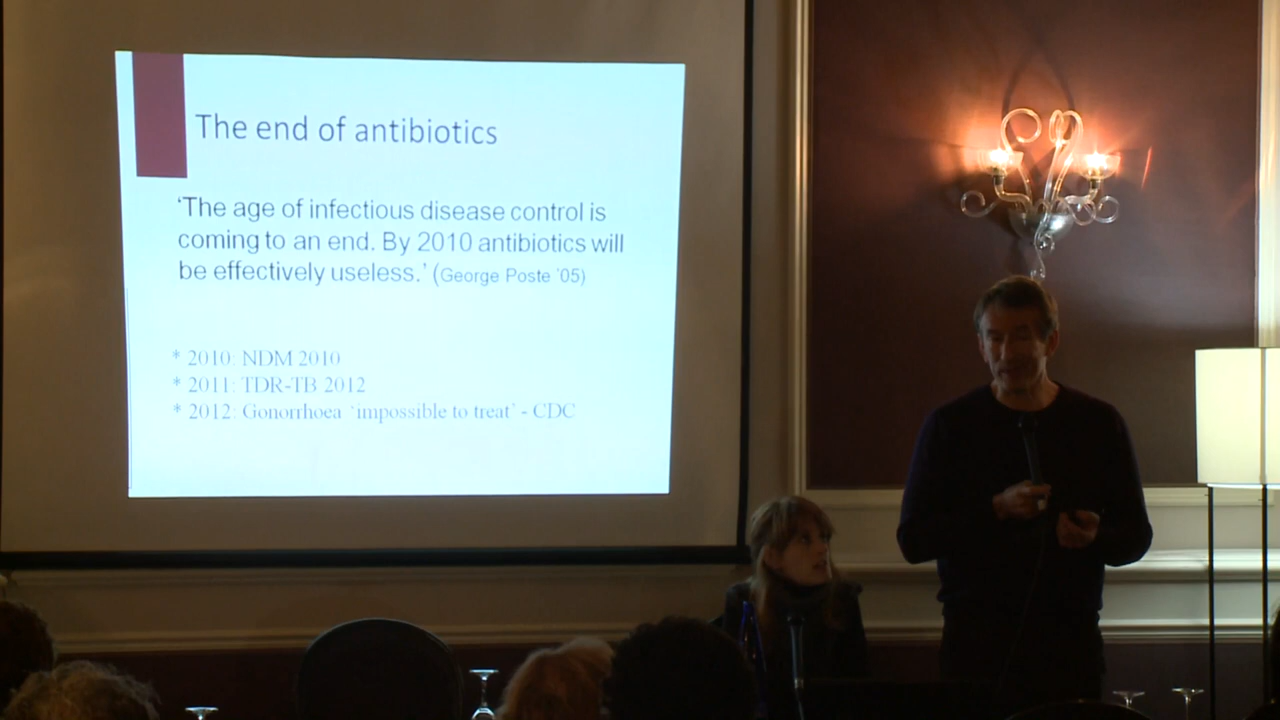 The end of antibiotics
‘The age of infectious disease control is
coming to an end. By 2010 antibiotics will
be effectively useless.’ (George Poste ‘05)
* 2010: NDM 2010
* 2011: TDR-TB 2012
* 2012: Gonorrhoea `impossible to treat’ - CDC